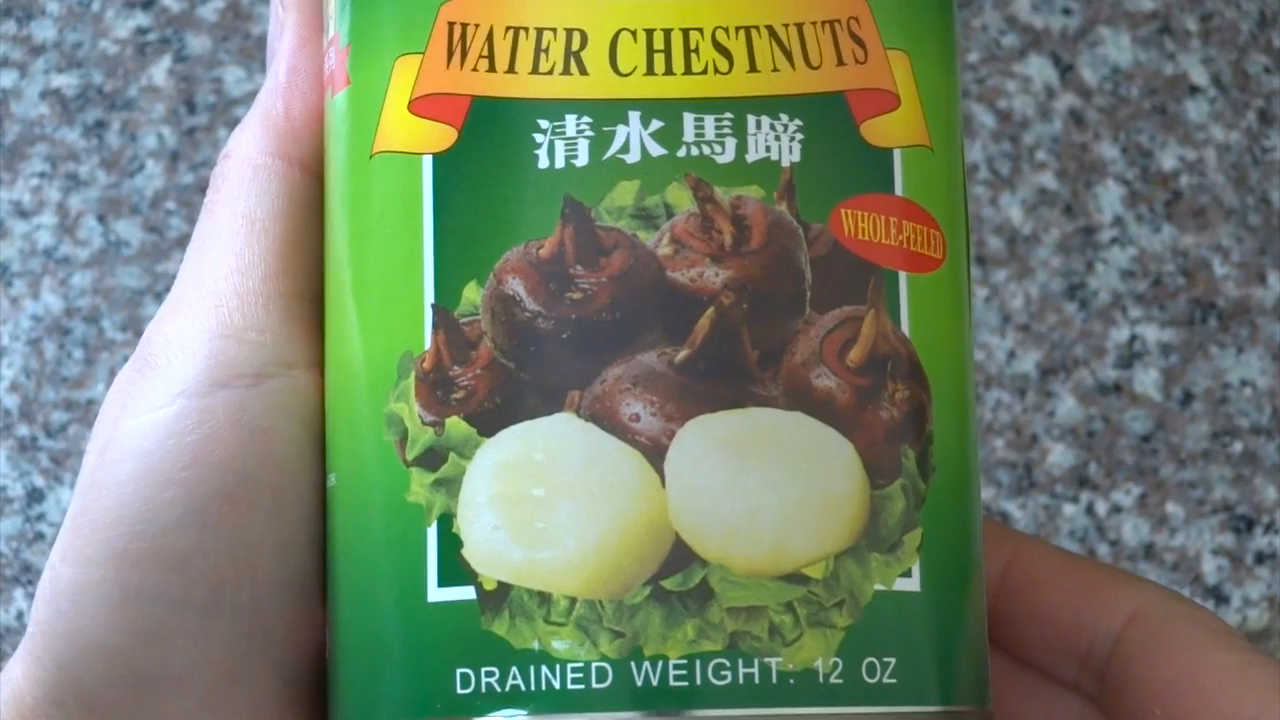 WATER CHESTNUTS
清水馬蹄
WHOLE-PEELED
DRAINED WEIGHT: 12 OZ